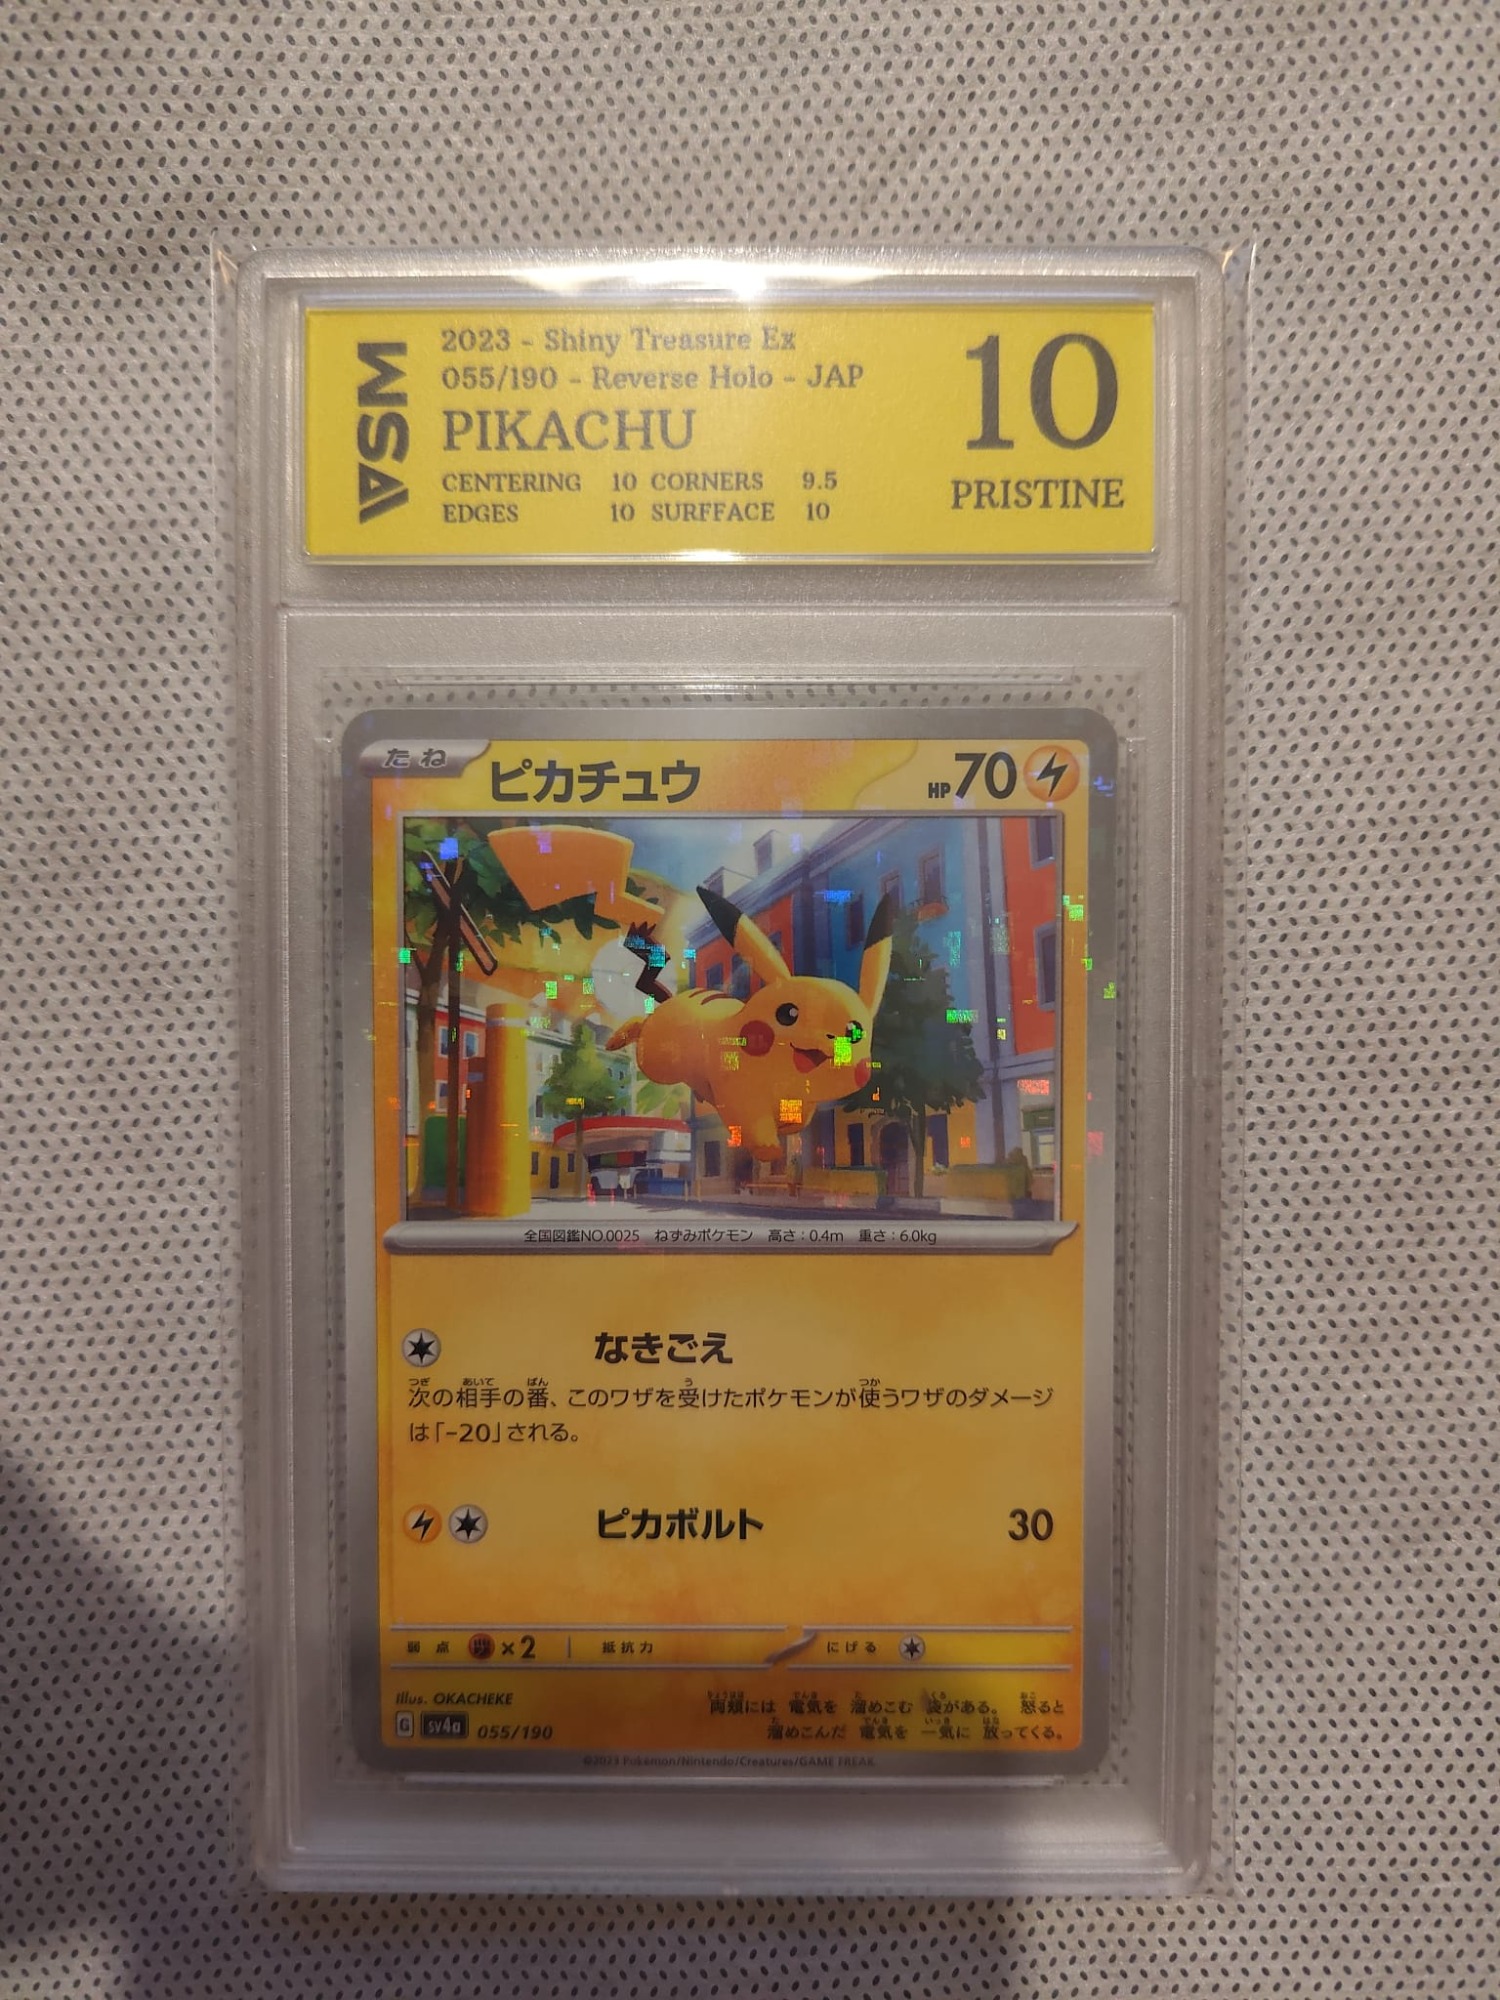 ASM
2023 - Shiny Treasure Ex
055/190 - Reverse Holo - JAP
PIKACHU
CENTERING 10 CORNERS 9.5
EDGES 10 SURFFACE 10
10
PRISTINE
たね
ピカチュウ
HP70
全国図鑑NO.0025 ねずみポケモン 高さ:0.4m 重さ:6.0kg
なきごえ
次の相手の番、このワザを受けたポケモンが使うワザのダメージ
は「-20」される。
ピカボルト 30
弱点 ×2 抵抗力 にげる
Illus. OKACHEKE
G sv4a 055/190
両頬には 電気を 溜めこむ 袋がある。 怒ると
溜めこんだ 電気を 一気に 放ってくる。
©2023 Pokémon/Nintendo/Creatures/GAME FREAK